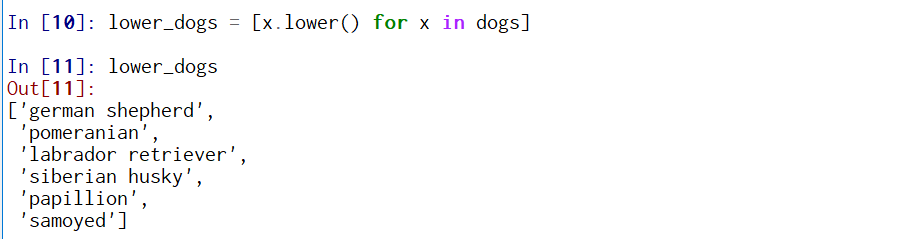 In [10]: lower_dogs = [x.lower() for x in dogs]
In [11]: lower_dogs
Out[11]:
['german shepherd',
 'pomeranian',
 'labrador retriever',
 'siberian husky',
 'papillion',
 'samoyed']